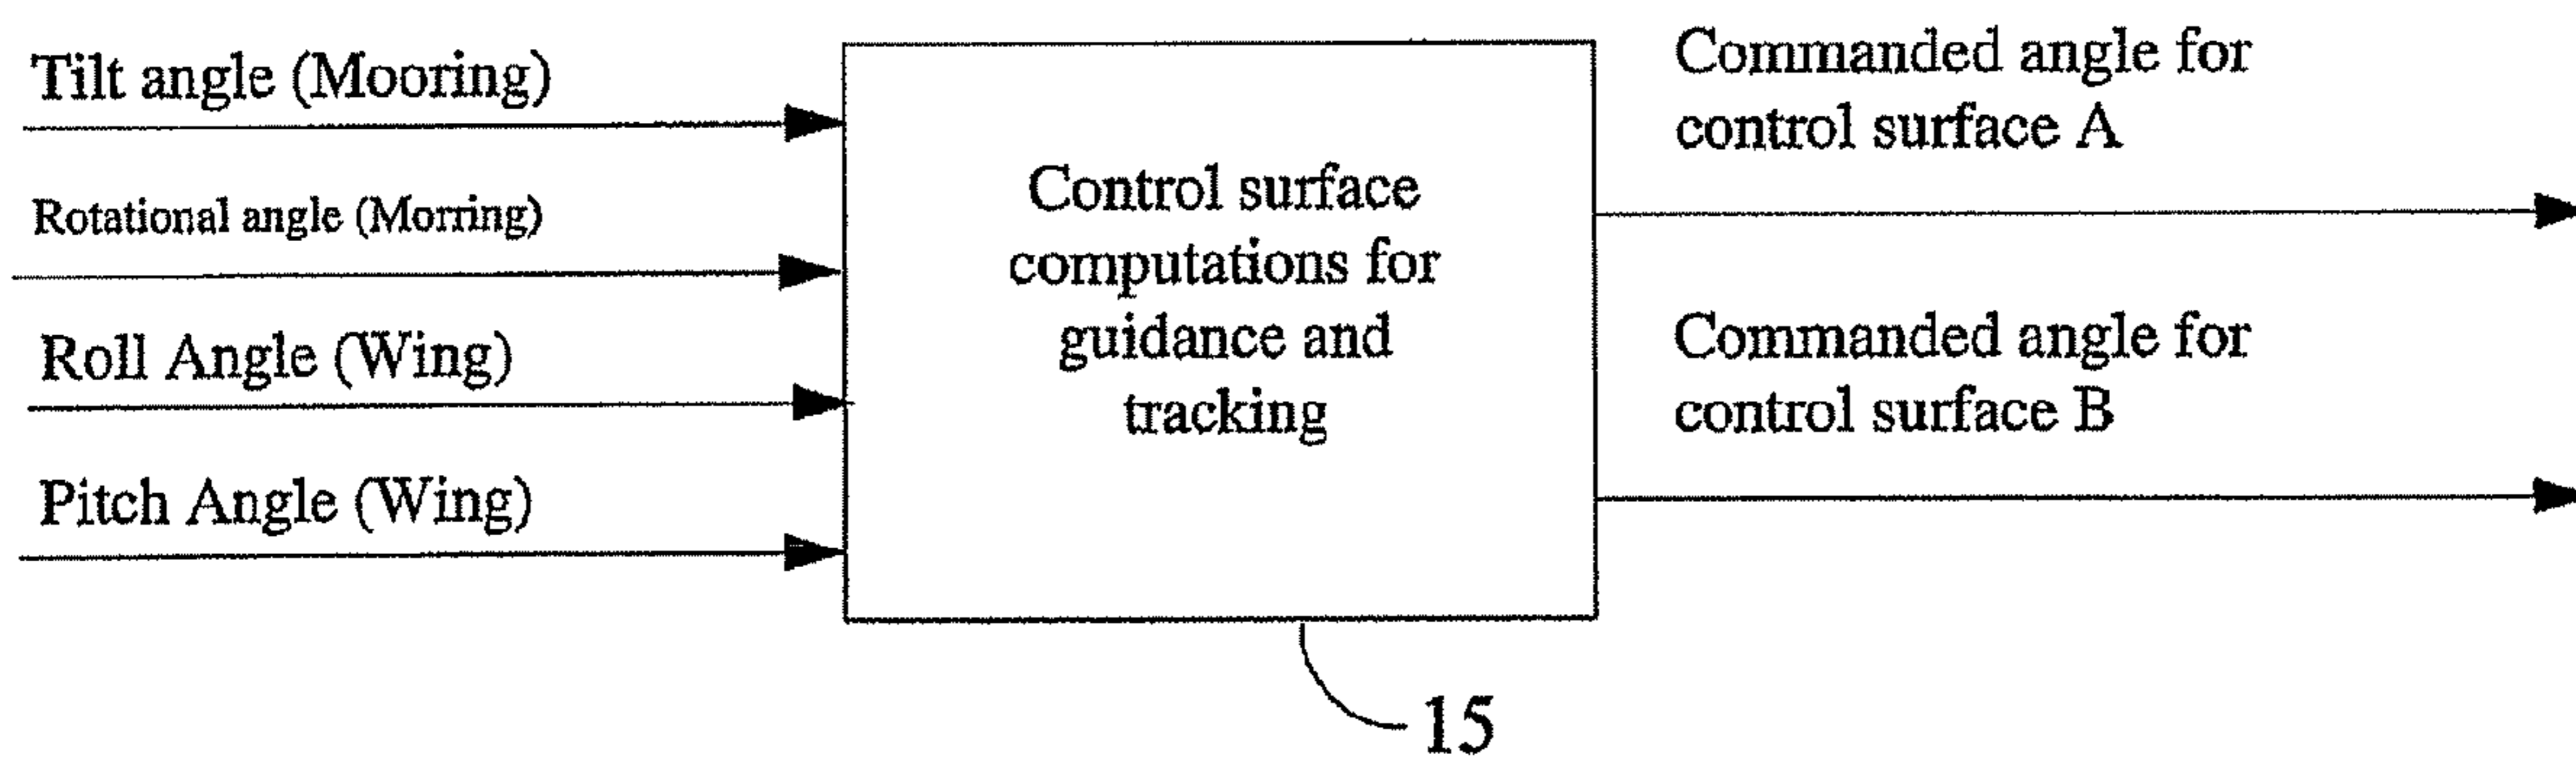 Tilt angle (Mooring)
Rotational angle (Morring)
Roll Angle (Wing)
Pitch Angle (Wing)
Control surface
computations for
guidance and
tracking
Commanded angle for
control surface A
Commanded angle for
control surface B
15